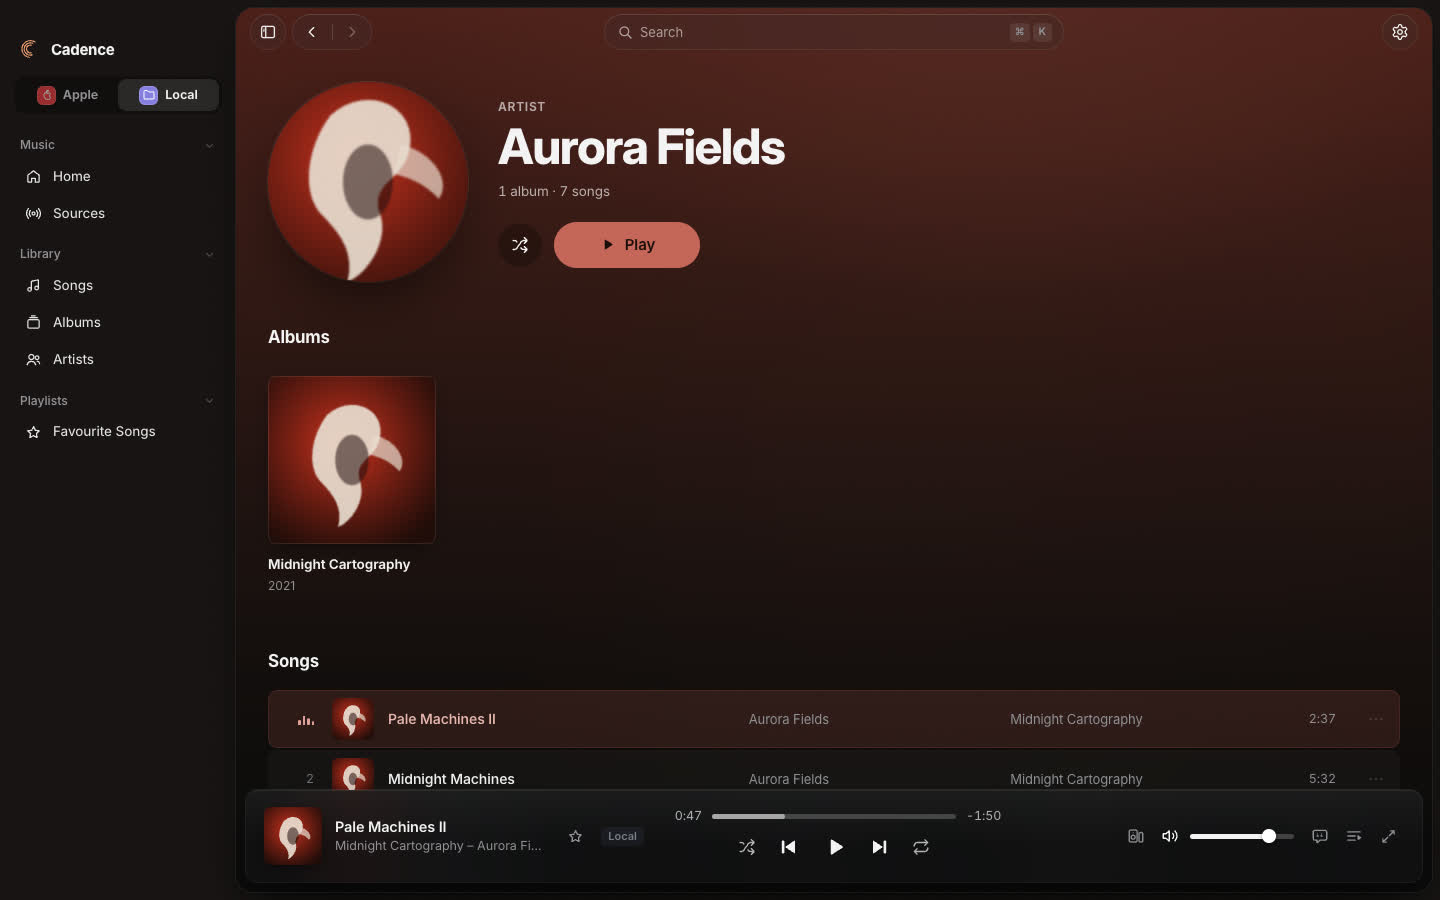 Cadence
Apple
Local
Music
Home
Sources
Library
Songs
Albums
Artists
Playlists
Favourite Songs
Search
⌘ K
ARTIST
Aurora Fields
1 album · 7 songs
Play
Albums
Midnight Cartography
2021
Songs
Pale Machines II Aurora Fields Midnight Cartography 2:37
2 Midnight Machines Aurora Fields Midnight Cartography 5:32
Pale Machines II
Midnight Cartography – Aurora Fi...
Local
0:47 -1:50